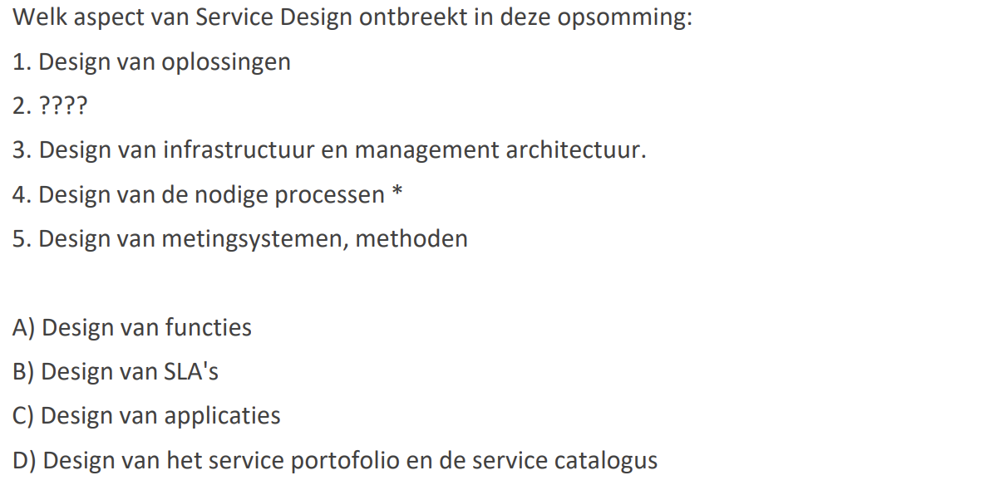 Welk aspect van Service Design ontbreekt in deze opsomming:
1. Design van oplossingen
2. ????
3. Design van infrastructuur en management architectuur.
4. Design van de nodige processen *
5. Design van metingsystemen, methoden
A) Design van functies
B) Design van SLA's
C) Design van applicaties
D) Design van het service portofolio en de service catalogus